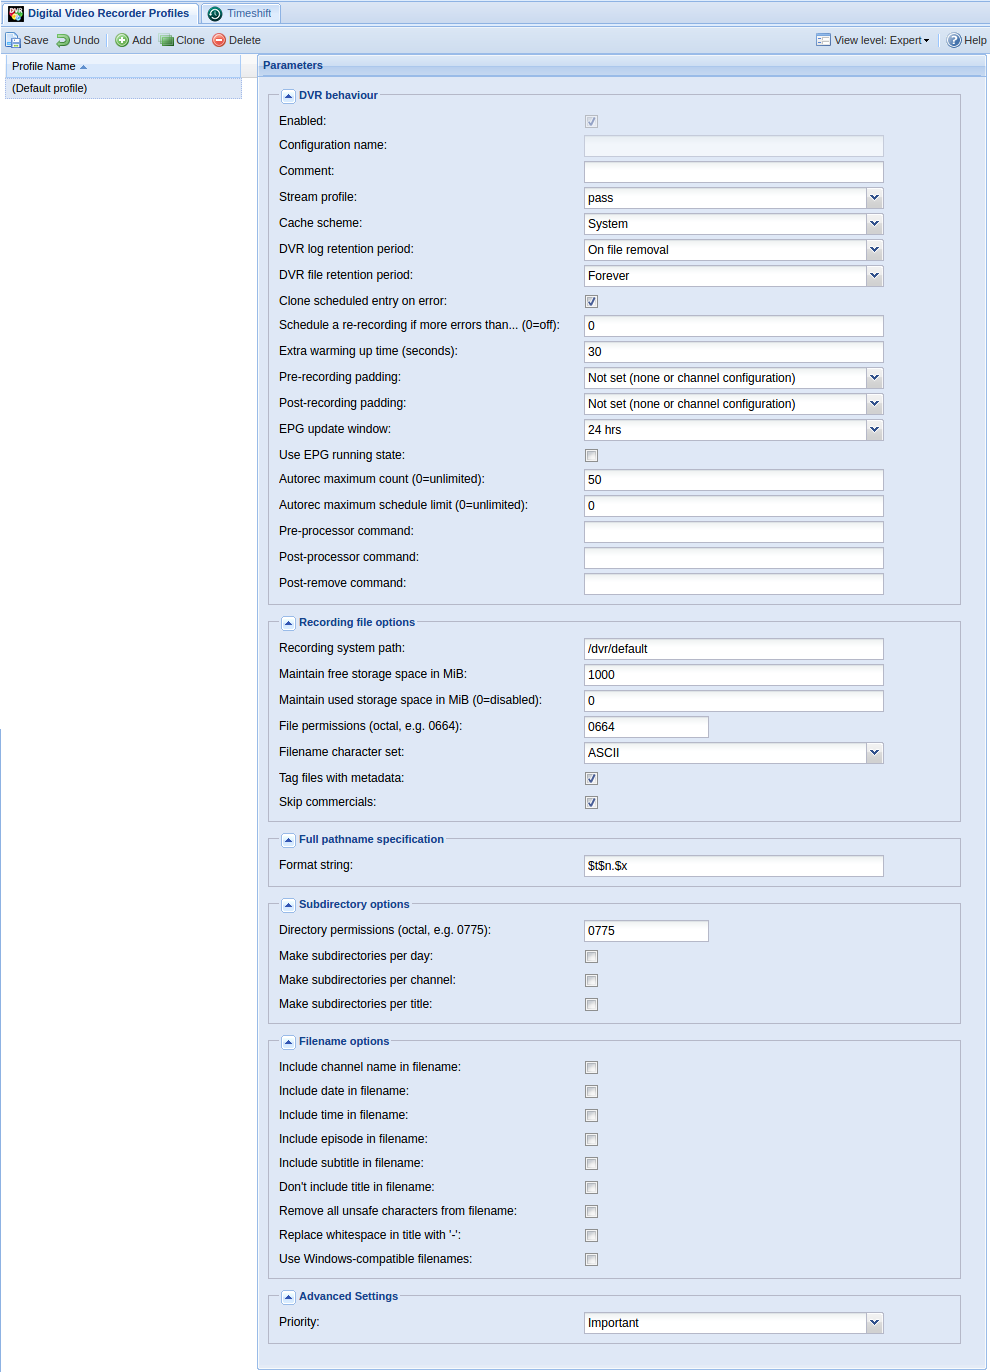 Digital Video Recorder Profiles Timeshift
Save Undo Add Clone Delete View level: Expert Help
Profile Name Parameters
(Default profile)
DVR behaviour
Enabled:
Configuration name:
Comment:
Stream profile: pass
Cache scheme: System
DVR log retention period: On file removal
DVR file retention period: Forever
Clone scheduled entry on error:
Schedule a re-recording if more errors than... (0=off): 0
Extra warming up time (seconds): 30
Pre-recording padding: Not set (none or channel configuration)
Post-recording padding: Not set (none or channel configuration)
EPG update window: 24 hrs
Use EPG running state:
Autorec maximum count (0=unlimited): 50
Autorec maximum schedule limit (0=unlimited): 0
Pre-processor command:
Post-processor command:
Post-remove command:
Recording file options
Recording system path: /dvr/default
Maintain free storage space in MiB: 1000
Maintain used storage space in MiB (0=disabled): 0
File permissions (octal, e.g. 0664): 0664
Filename character set: ASCII
Tag files with metadata:
Skip commercials:
Full pathname specification
Format string: $t$n.$x
Subdirectory options
Directory permissions (octal, e.g. 0775): 0775
Make subdirectories per day:
Make subdirectories per channel:
Make subdirectories per title:
Filename options
Include channel name in filename:
Include date in filename:
Include time in filename:
Include episode in filename:
Include subtitle in filename:
Don't include title in filename:
Remove all unsafe characters from filename:
Replace whitespace in title with '-':
Use Windows-compatible filenames:
Advanced Settings
Priority: Important